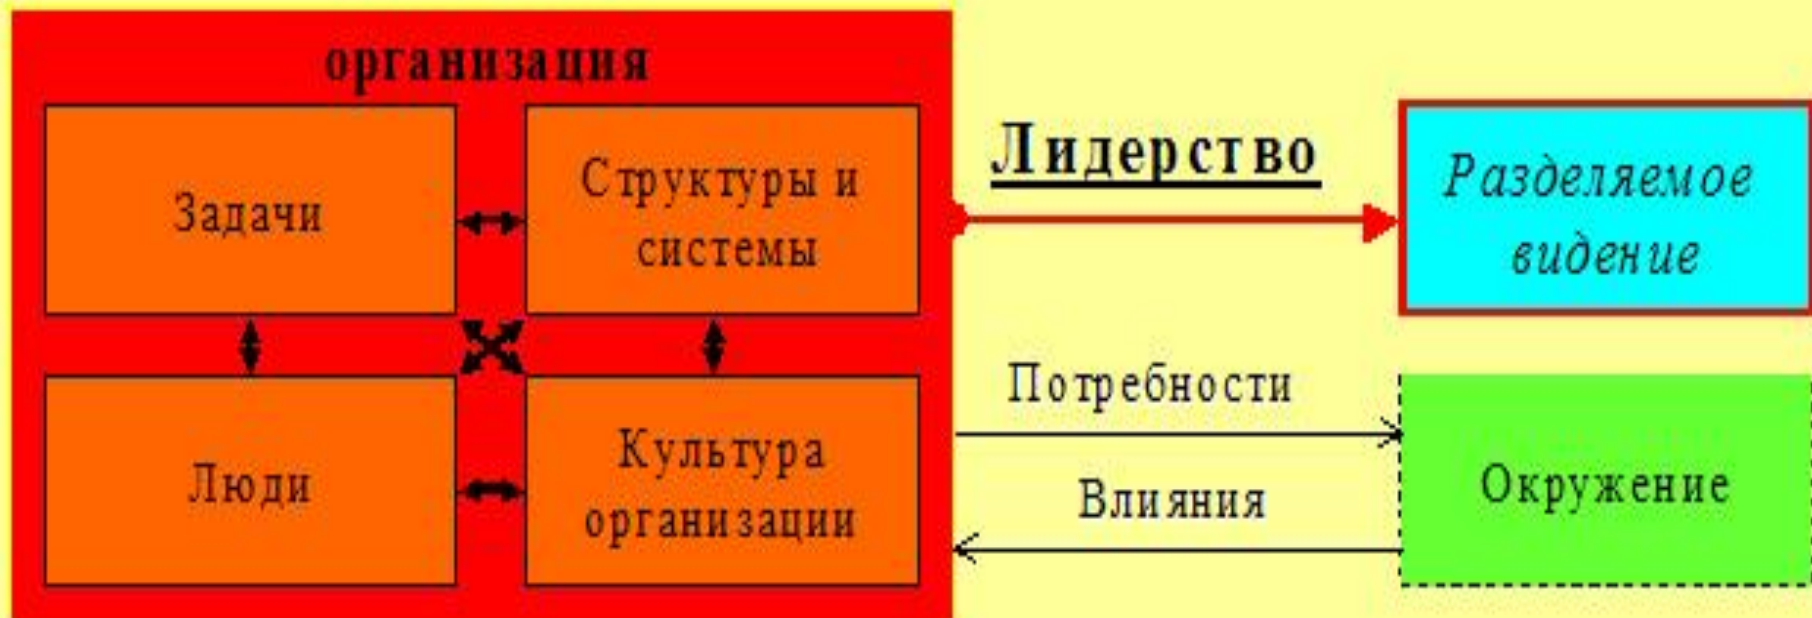 организация
Задачи
Структуры и
системы
Лидерство
Разделяемое
видение
Люди
Культура
организации
Потребности
Влияния
Окружение